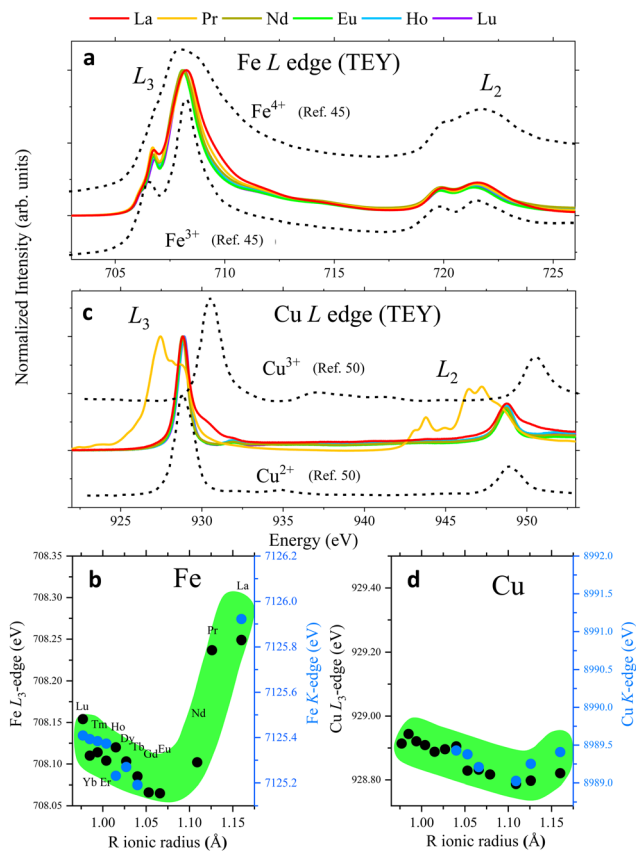 La Pr Nd Eu Ho Lu
a
Fe L edge (TEY)
L3
L2
Fe4+ (Ref. 45)
Fe3+ (Ref. 45)
705 710 715 720 725
Normalized Intensity (arb. units)
c
L3
Cu L edge (TEY)
Cu3+ (Ref. 50)
L2
Cu2+ (Ref. 50)
925 930 935 940 945 950
Energy (eV)
b
Fe
708.35
708.30
708.25
708.20
708.15
708.10
708.05
Fe L3-edge (eV)
7126.2
7126.0
7125.8
7125.6
7125.4
7125.2
Fe K-edge (eV)
La
Pr
Nd
Lu
Tm
Ho
Dy
Tb
Gd
Eu
Yb
Er
1.00 1.05 1.10 1.15
R ionic radius (Å)
d
Cu
929.40
929.20
929.00
928.80
Cu L3-edge (eV)
8992.0
8991.5
8991.0
8990.5
8990.0
8989.5
8989.0
Cu K-edge (eV)
1.00 1.05 1.10 1.15
R ionic radius (Å)